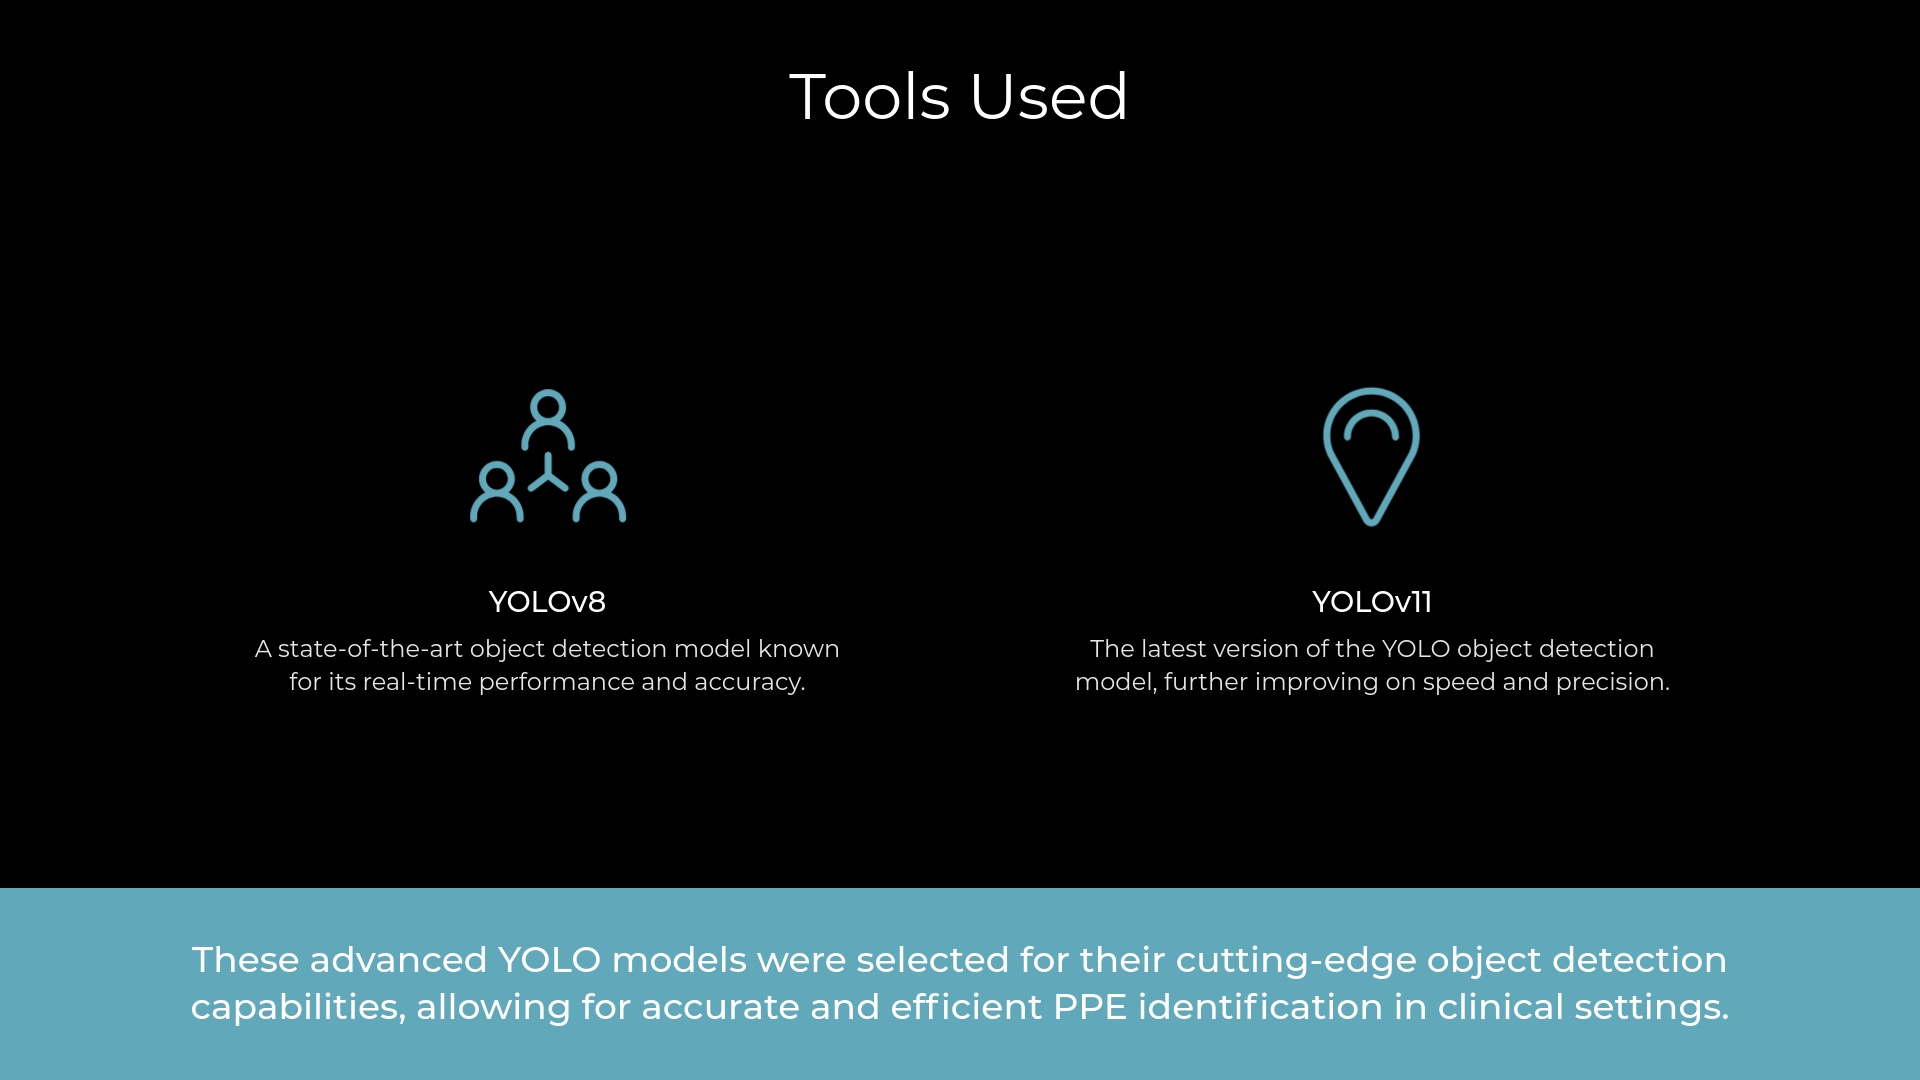 Tools Used
YOLOv8
A state-of-the-art object detection model known
for its real-time performance and accuracy.
YOLOv11
The latest version of the YOLO object detection
model, further improving on speed and precision.
These advanced YOLO models were selected for their cutting-edge object detection
capabilities, allowing for accurate and efficient PPE identification in clinical settings.